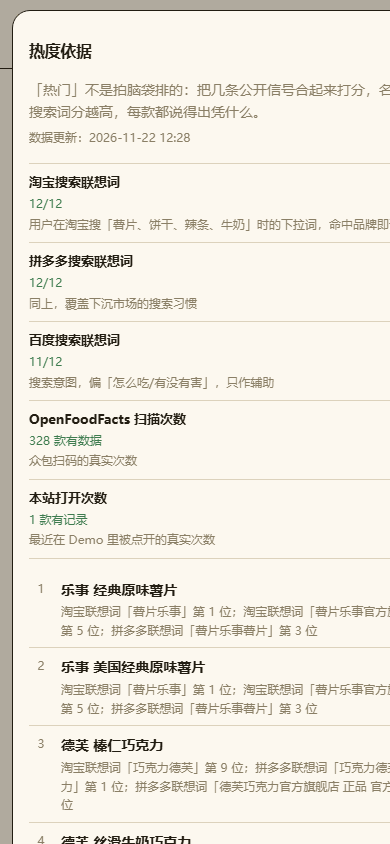 热度依据
「热门」不是拍脑袋排的：把几条公开信号合起来打分，名
搜索词分越高，每款都说得出凭什么。
数据更新：2026-11-22 12:28
淘宝搜索联想词
12/12
用户在淘宝搜「薯片、饼干、辣条、牛奶」时的下拉词，命中品牌即
拼多多搜索联想词
12/12
同上，覆盖下沉市场的搜索习惯
百度搜索联想词
11/12
搜索意图，偏「怎么吃/有没有害」，只作辅助
OpenFoodFacts 扫描次数
328 款有数据
众包扫码的真实次数
本站打开次数
1 款有记录
最近在 Demo 里被点开的真实次数
1 乐事 经典原味薯片
淘宝联想词「薯片乐事」第 1 位；淘宝联想词「薯片乐事官方
第 5 位；拼多多联想词「薯片乐事薯片」第 3 位
2 乐事 美国经典原味薯片
淘宝联想词「薯片乐事」第 1 位；淘宝联想词「薯片乐事官方
第 5 位；拼多多联想词「薯片乐事薯片」第 3 位
3 德芙 榛仁巧克力
淘宝联想词「巧克力德芙」第 9 位；拼多多联想词「巧克力德
力」第 1 位；拼多多联想词「德芙巧克力官方旗舰店 正品 官方
位
4 德芙 丝滑牛奶巧克力